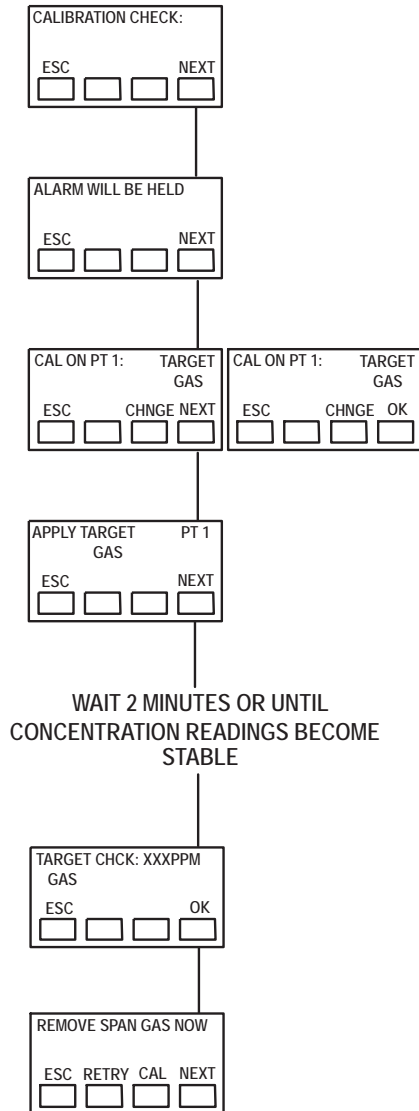 CALIBRATION CHECK:
ESC NEXT
ALARM WILL BE HELD
ESC NEXT
CAL ON PT 1: TARGET
GAS
ESC CHNGE NEXT
CAL ON PT 1: TARGET
GAS
ESC CHNGE OK
APPLY TARGET PT 1
GAS
ESC NEXT
WAIT 2 MINUTES OR UNTIL
CONCENTRATION READINGS BECOME
STABLE
TARGET CHCK: XXXPPM
GAS
ESC OK
REMOVE SPAN GAS NOW
ESC RETRY CAL NEXT